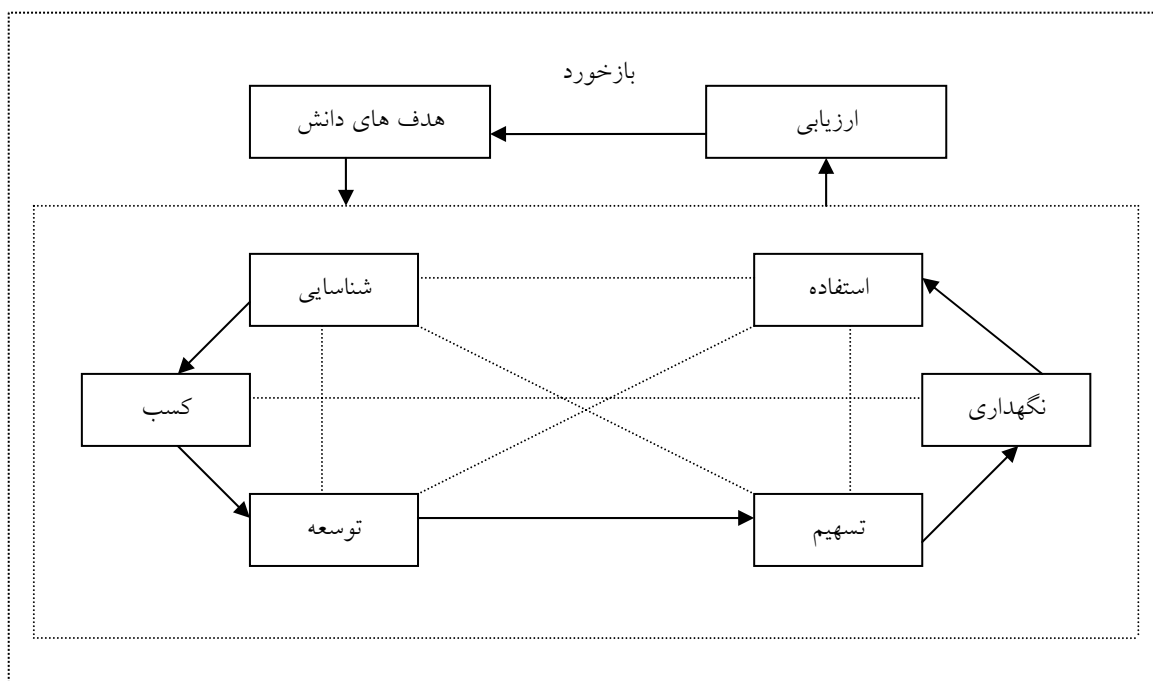 بازخورد
هدف های دانش
ارزیابی
شناسایی
استفاده
کسب
نگهداری
توسعه
تسهیم